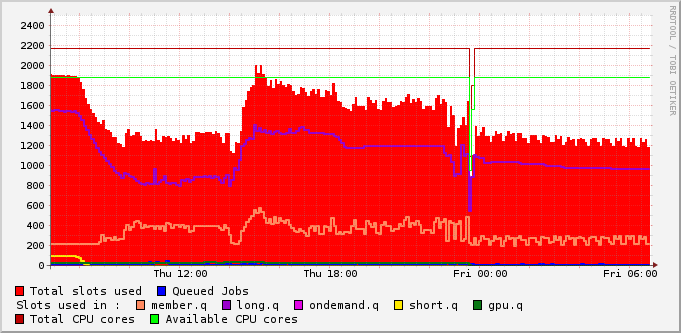 2400
2200
2000
1800
1600
1400
1200
1000
800
600
400
200
0
Thu 12:00 Thu 18:00 Fri 00:00 Fri 06:00
Total slots used Queued Jobs
Slots used in : member.q long.q ondemand.q short.q gpu.q
Total CPU cores Available CPU cores
RRDTOOL / TOBI OETIKER